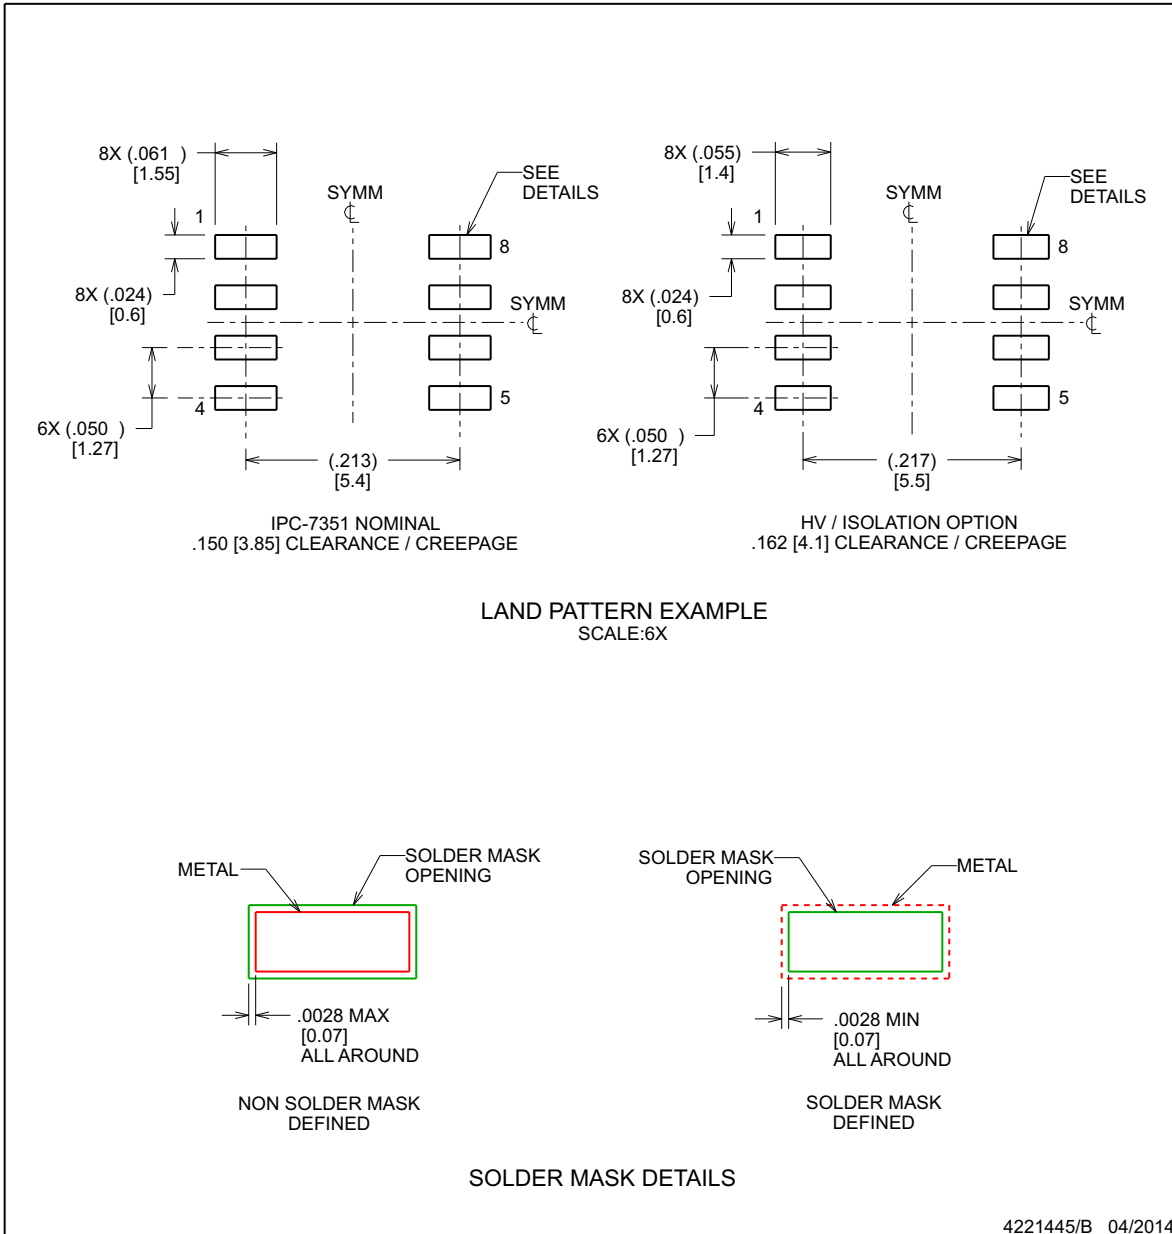 8X (.061 )
[1.55]
SYMM
SEE
DETAILS
1
8
8X (.024)
[0.6]
SYMM
4
5
6X (.050 )
[1.27]
(.213)
[5.4]
IPC-7351 NOMINAL
.150 [3.85] CLEARANCE / CREEPAGE
8X (.055)
[1.4]
SYMM
SEE
DETAILS
1
8
8X (.024)
[0.6]
SYMM
4
5
6X (.050 )
[1.27]
(.217)
[5.5]
HV / ISOLATION OPTION
.162 [4.1] CLEARANCE / CREEPAGE
LAND PATTERN EXAMPLE
SCALE:6X
METAL
SOLDER MASK
OPENING
.0028 MAX
[0.07]
ALL AROUND
NON SOLDER MASK
DEFINED
SOLDER MASK
OPENING
METAL
.0028 MIN
[0.07]
ALL AROUND
SOLDER MASK
DEFINED
SOLDER MASK DETAILS
4221445/B 04/2014